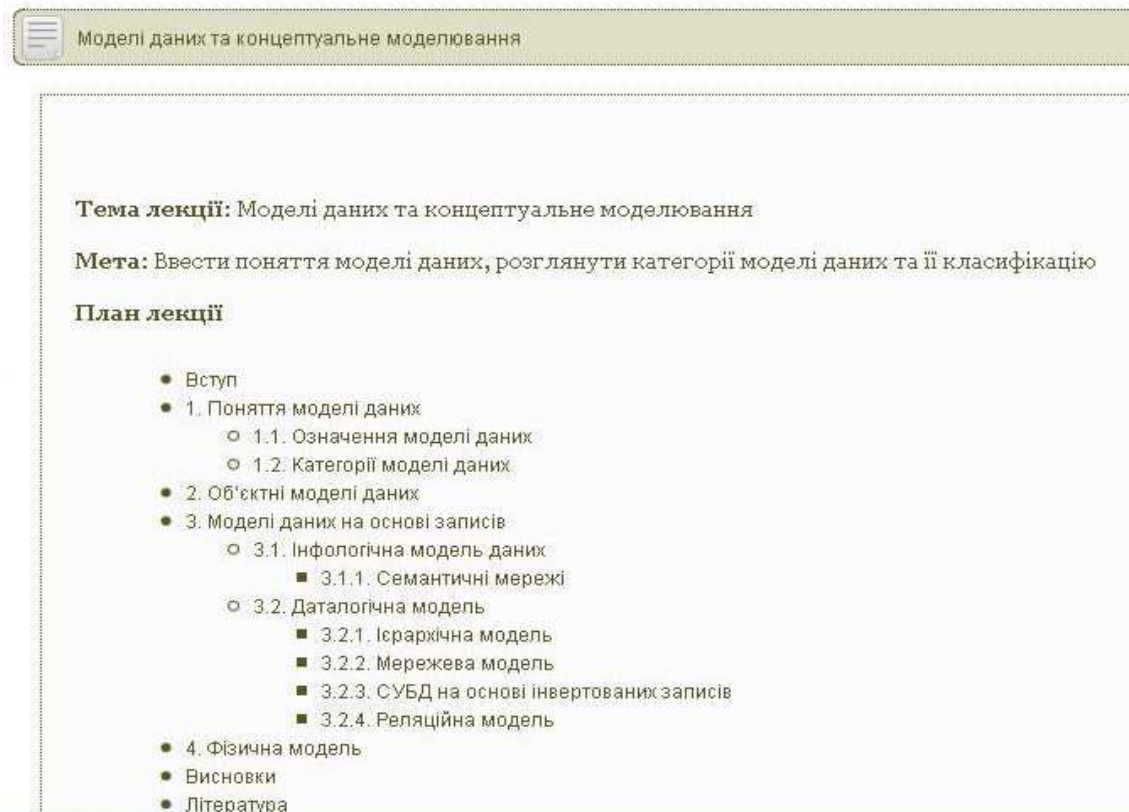 Моделі даних та концептуальне моделювання
Тема лекції: Моделі даних та концептуальне моделювання
Мета: Ввести поняття моделі даних, розглянути категорії моделі даних та її класифікацію
План лекції
Вступ
1. Поняття моделі даних
1.1. Означення моделі даних
1.2. Категорії моделі даних
2. Об'єктні моделі даних
3. Моделі даних на основі записів
3.1. Інфологічна модель даних
3.1.1. Семантичні мережі
3.2. Даталогічна модель
3.2.1. Ієрархічна модель
3.2.2. Мережева модель
3.2.3. СУБД на основі інвертованих записів
3.2.4. Реляційна модель
4. Фізична модель
Висновки
Література